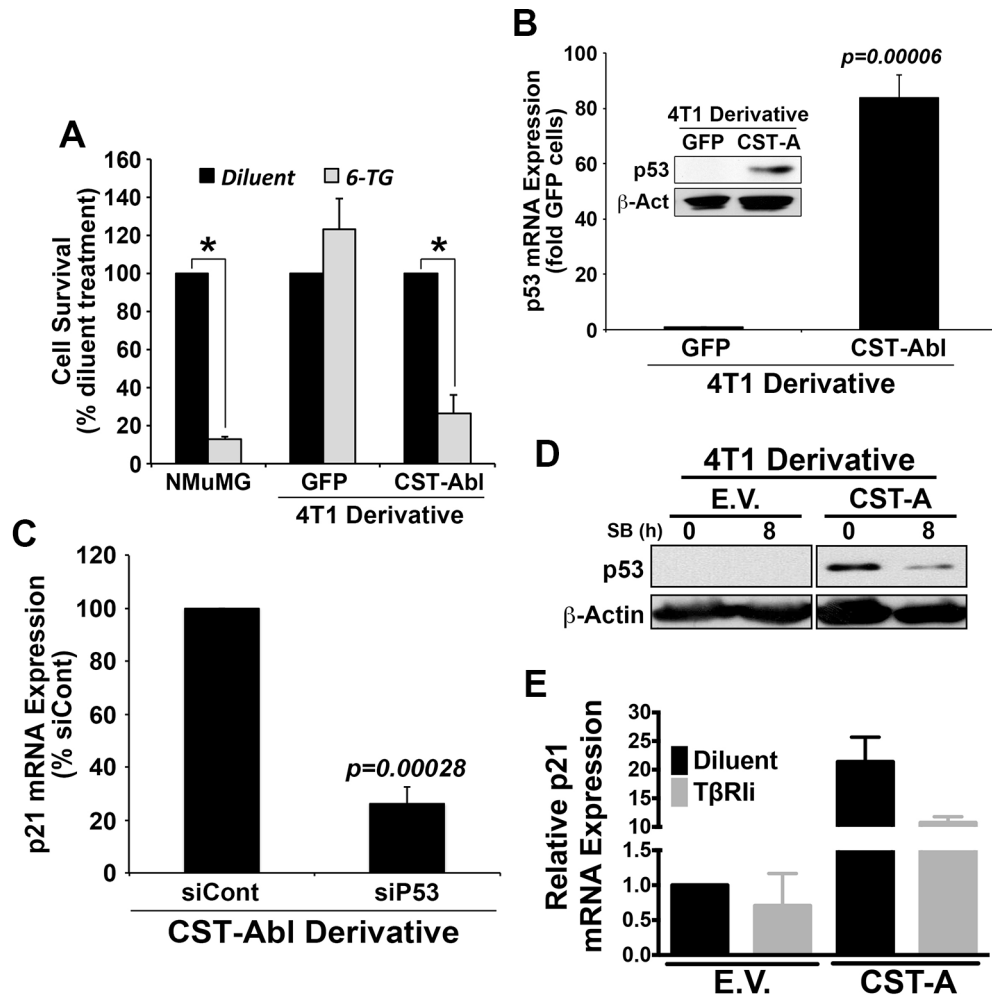 A
Cell Survival
(% diluent treatment)
160
140
120
100
80
60
40
20
0
Diluent
6-TG
*
*
NMuMG
GFP
CST-Abl
4T1 Derivative
B
p53 mRNA Expression
(fold GFP cells)
100
80
60
40
20
0
p=0.00006
4T1 Derivative
GFP CST-A
p53
β-Act
GFP
CST-Abl
4T1 Derivative
C
p21 mRNA Expression
(% siCont)
120
100
80
60
40
20
0
p=0.00028
siCont
siP53
CST-Abl Derivative
D
4T1 Derivative
E.V. CST-A
SB (h) 0 8 0 8
p53
β-Actin
E
Relative p21
mRNA Expression
30
25
20
15
10
1.5
1.0
0.5
0.0
Diluent
TβRIi
E.V.
CST-A